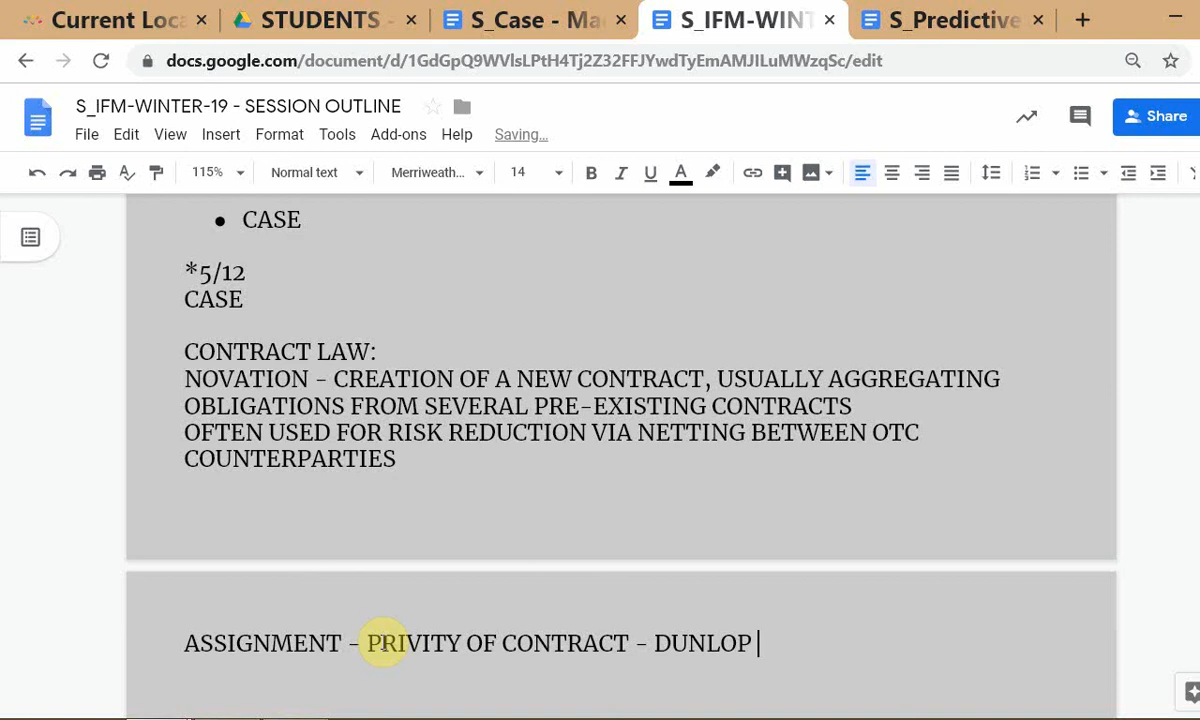 Current Loc
STUDENTS -
S_Case - Ma
S_IFM-WINT
S_Predictive
docs.google.com/document/d/1GdGpQ9WVlsLPtH4Tj2Z32FFJYwdTyEmAMJILuMWzqSc/edit
S_IFM-WINTER-19 - SESSION OUTLINE
File Edit View Insert Format Tools Add-ons Help Saving...
Share
115% Normal text Merriweath... 14 B I U A
• CASE
*5/12
CASE
CONTRACT LAW:
NOVATION - CREATION OF A NEW CONTRACT, USUALLY AGGREGATING
OBLIGATIONS FROM SEVERAL PRE-EXISTING CONTRACTS
OFTEN USED FOR RISK REDUCTION VIA NETTING BETWEEN OTC
COUNTERPARTIES
ASSIGNMENT - PRIVITY OF CONTRACT - DUNLOP